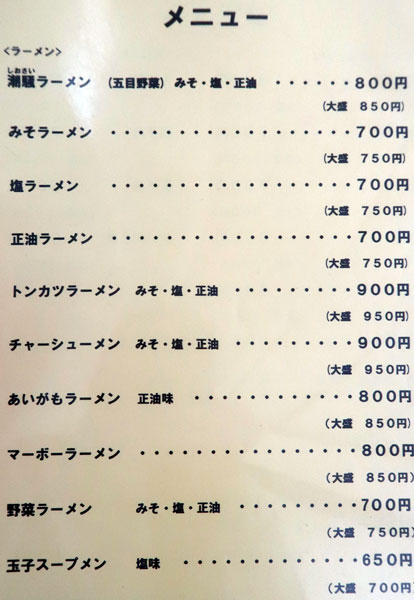 メニュー
<ラーメン>
しおさい
潮騒ラーメン (五目野菜) みそ・塩・正油 ・・・・・・800円
(大盛 850円)
みそラーメン ・・・・・・・・・・・・・・・・・・700円
(大盛 750円)
塩ラーメン ・・・・・・・・・・・・・・・・・・700円
(大盛 750円)
正油ラーメン ・・・・・・・・・・・・・・・・・・700円
(大盛 750円)
トンカツラーメン みそ・塩・正油 ・・・・・・・・・900円
(大盛 950円)
チャーシューメン みそ・塩・正油 ・・・・・・・・・900円
(大盛 950円)
あいがもラーメン 正油味 ・・・・・・・・・・・・800円
(大盛 850円)
マーボーラーメン ・・・・・・・・・・・・・・・・800円
(大盛 850円)
野菜ラーメン みそ・塩・正油 ・・・・・・・・・700円
(大盛 750円)
玉子スープメン 塩味 ・・・・・・・・・・・・650円
(大盛 700円)